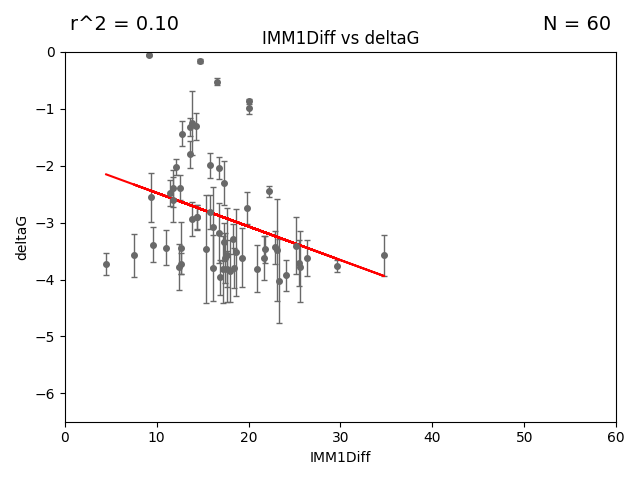 r^2 = 0.10
N = 60
IMM1Diff vs deltaG
0
−1
−2
−3
−4
−5
−6
deltaG
0 10 20 30 40 50 60
IMM1Diff